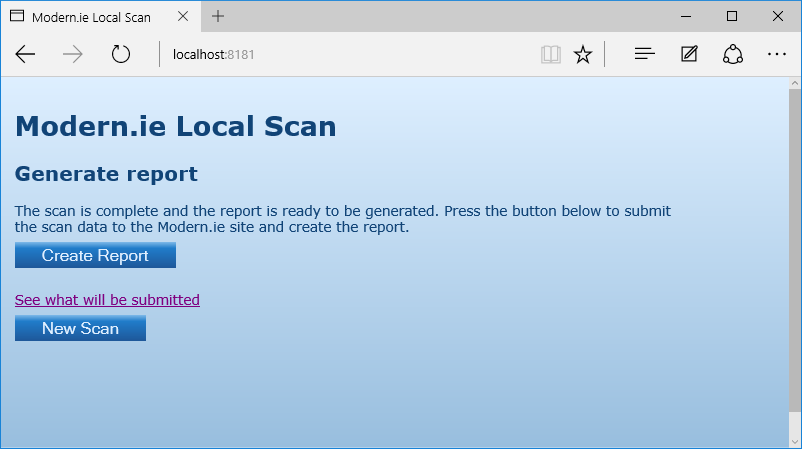 Modern.ie Local Scan
localhost:8181
Modern.ie Local Scan
Generate report
The scan is complete and the report is ready to be generated. Press the button below to submit
the scan data to the Modern.ie site and create the report.
Create Report
See what will be submitted
New Scan